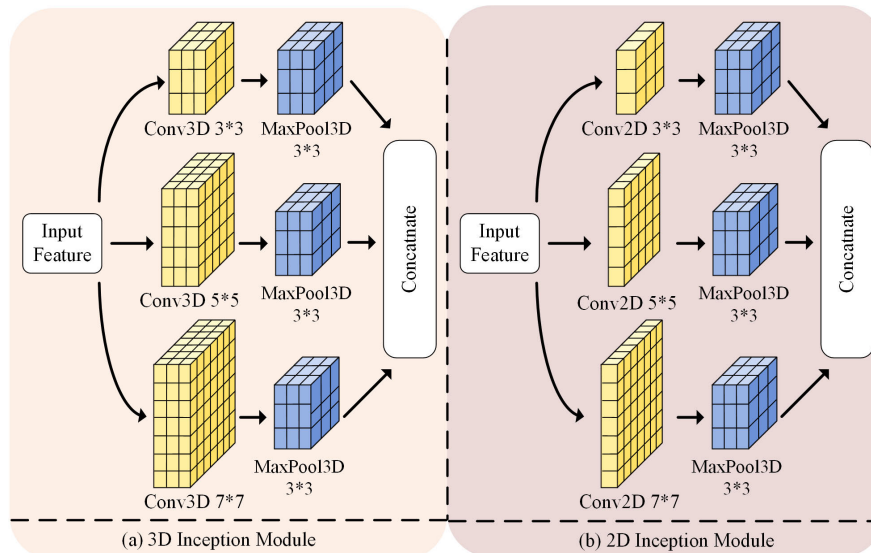 Conv3D 3*3
MaxPool3D
3*3
Input
Feature
Conv3D 5*5
MaxPool3D
3*3
Concatnate
Conv3D 7*7
MaxPool3D
3*3
(a) 3D Inception Module
Conv2D 3*3
MaxPool3D
3*3
Input
Feature
Conv2D 5*5
MaxPool3D
3*3
Concatnate
Conv2D 7*7
MaxPool3D
3*3
(b) 2D Inception Module